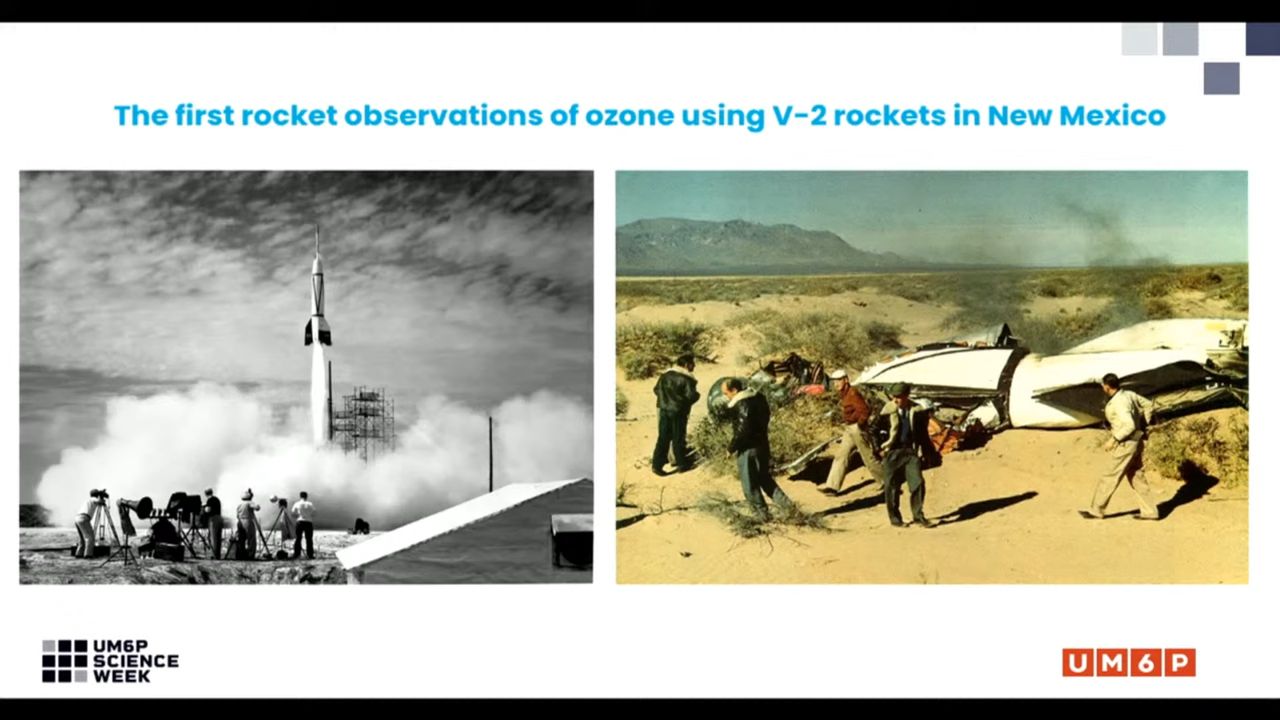 The first rocket observations of ozone using V-2 rockets in New Mexico
UM6P
SCIENCE
WEEK
UM6P